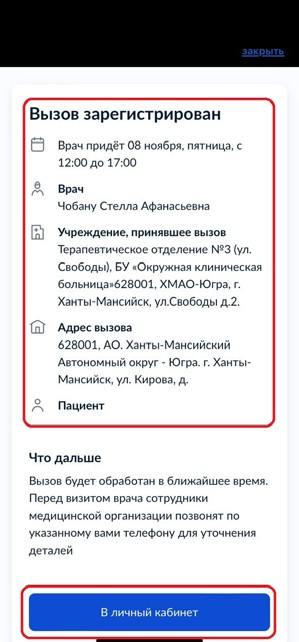 закрыть
Вызов зарегистрирован
Врач придёт 08 ноября, пятница, с
12:00 до 17:00
Врач
Чобану Стелла Афанасьевна
Учреждение, принявшее вызов
Терапевтическое отделение №3 (ул.
Свободы), БУ «Окружная клиническая
больница»628001, ХМАО-Югра, г.
Ханты-Мансийск, ул.Свободы д.2.
Адрес вызова
628001, АО. Ханты-Мансийский
Автономный округ - Югра. г. Ханты-
Мансийск, ул. Кирова, д.
Пациент
Что дальше
Вызов будет обработан в ближайшее время.
Перед визитом врача сотрудники
медицинской организации позвонят по
указанному вами телефону для уточнения
деталей
В личный кабинет